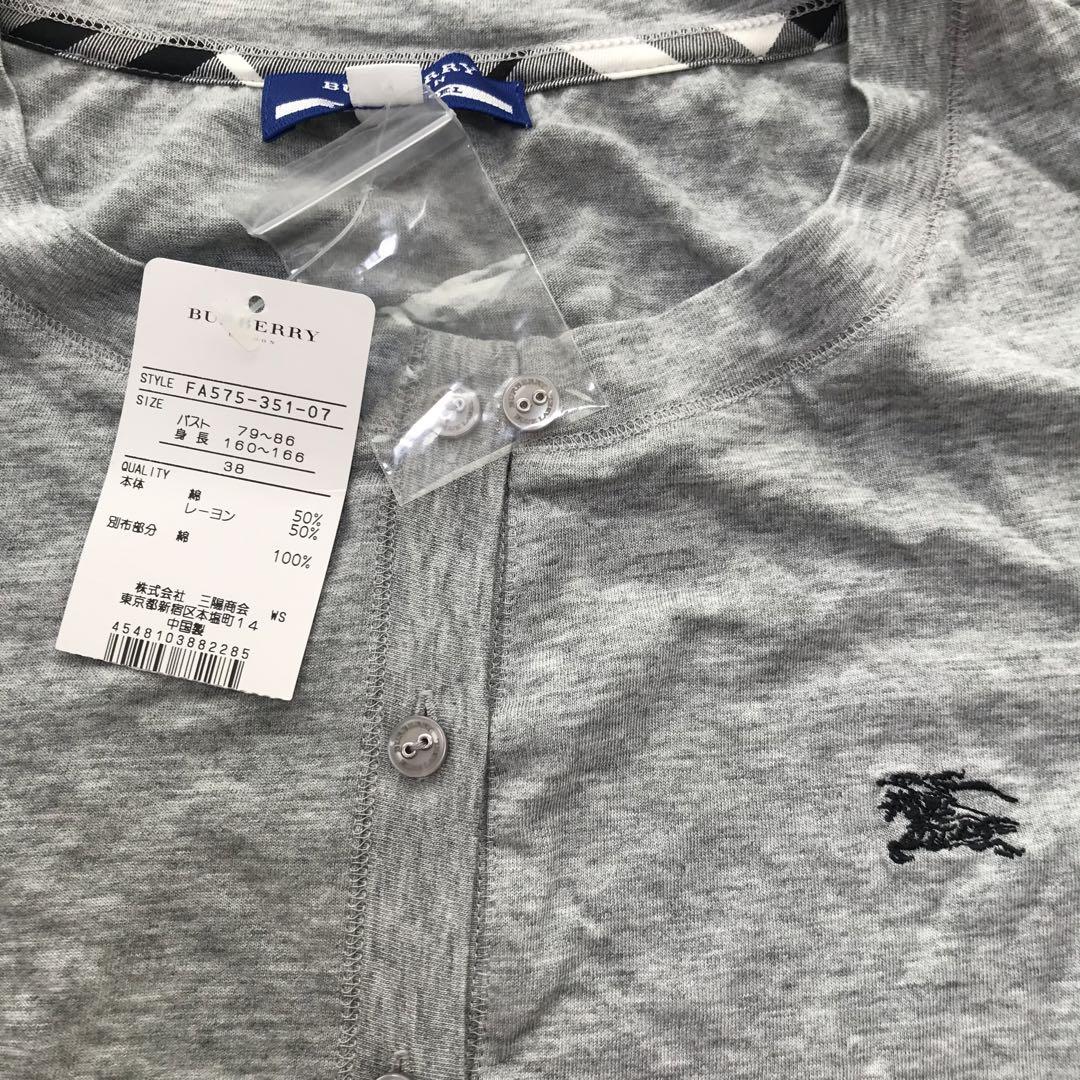 BURBERRY
LONDON
STYLE FA575-351-07
SIZE
バスト 79~86
身長 160~166
38
QUALITY
本体 綿 50%
レーヨン 50%
別布部分 綿 100%
株式会社 三陽商会 WS
東京都新宿区本塩町14
中国製
4548103882285